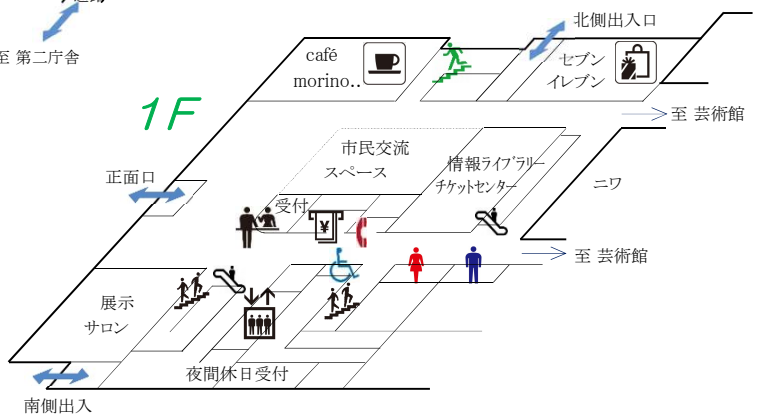 至 第二庁舎
北側出入口
café
morino..
セブン
イレブン
1F
至 芸術館
市民交流
スペース
情報ライブラリー
チケットセンター
ニワ
正面口
受付
¥
至 芸術館
展示
サロン
夜間休日受付
南側出入